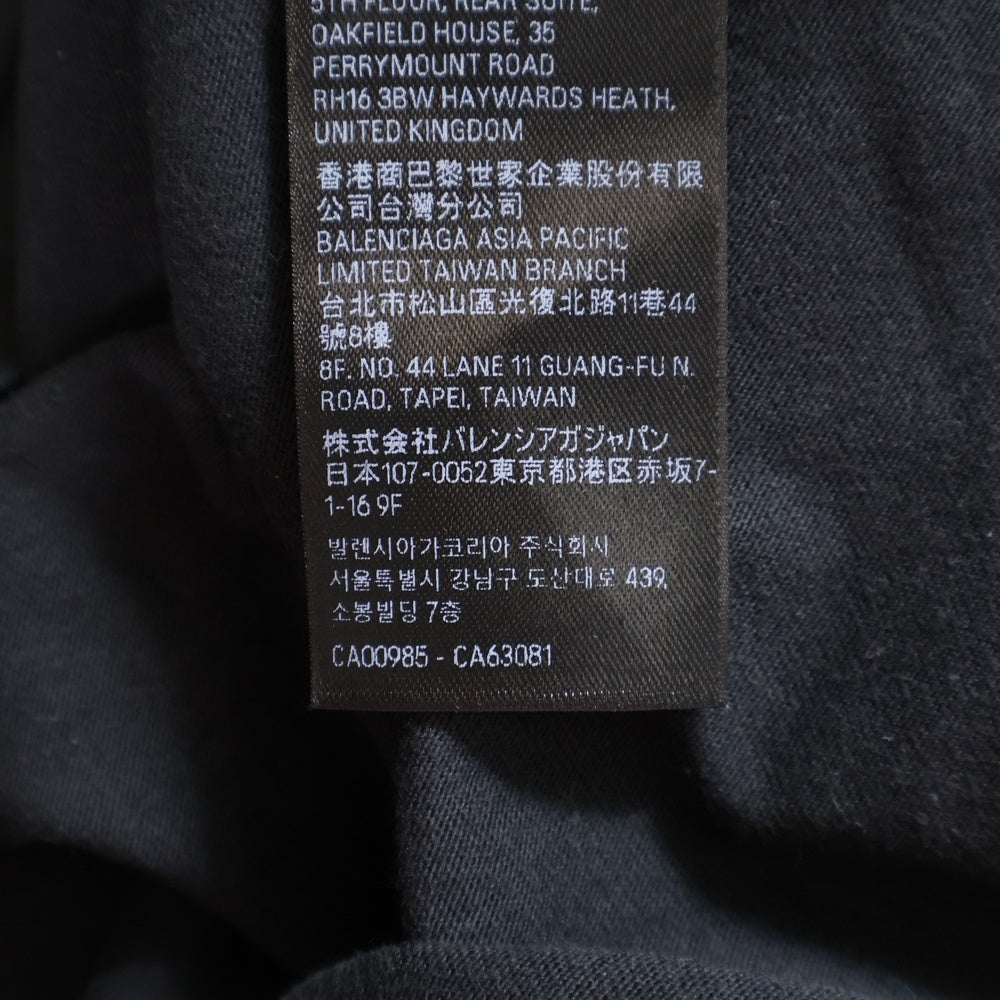 5TH FLOOR, REAR SUITE,
OAKFIELD HOUSE, 35
PERRYMOUNT ROAD
RH16 3BW HAYWARDS HEATH,
UNITED KINGDOM
香港商巴黎世家企業股份有限
公司台灣分公司
BALENCIAGA ASIA PACIFIC
LIMITED TAIWAN BRANCH
台北市松山區光復北路11巷44
號8樓
8F. NO. 44 LANE 11 GUANG-FU N.
ROAD, TAPEI, TAIWAN
株式会社バレンシアガジャパン
日本107-0052東京都港区赤坂7-
1-16 9F
발렌시아가코리아 주식회사
서울특별시 강남구 도산대로 439,
소봉빌딩 7층
CA00985 - CA63081